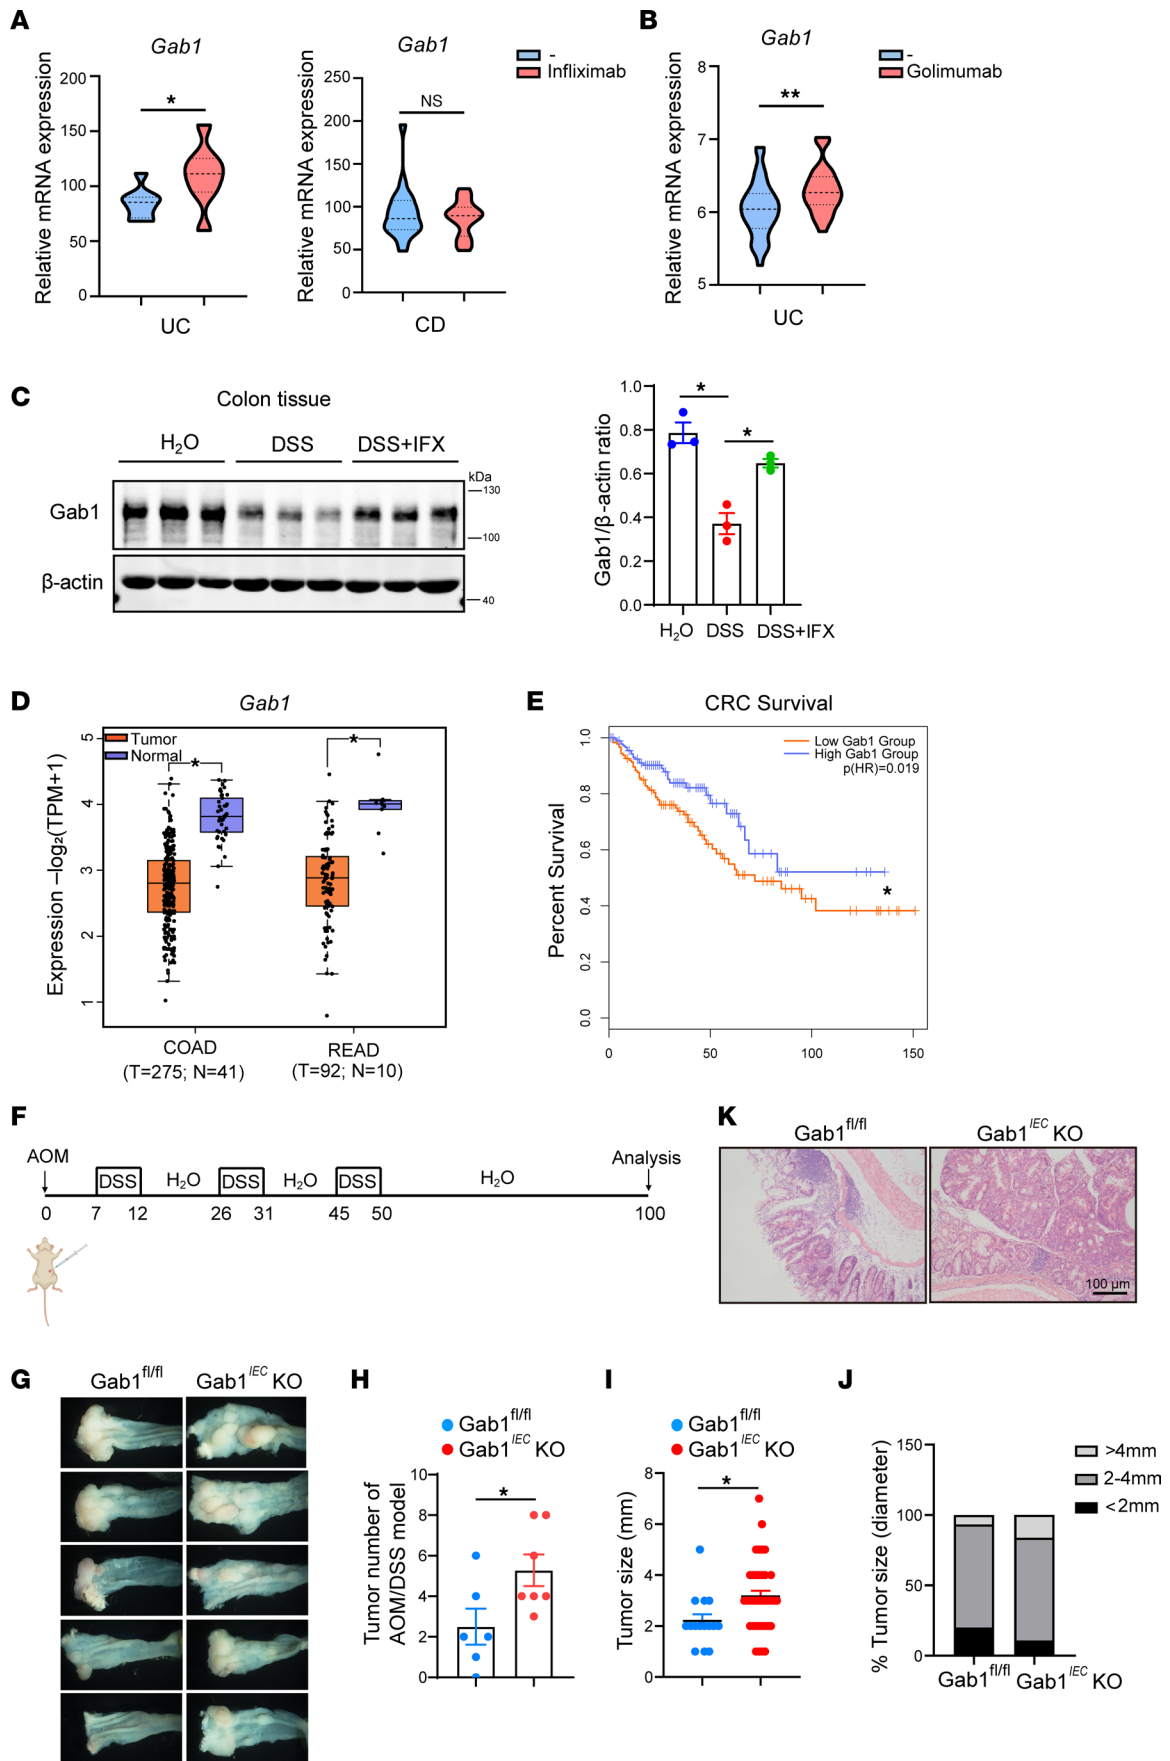 A
Gab1
Relative mRNA expression
200
150
100
50
0
*
UC
Gab1
Relative mRNA expression
250
200
150
100
50
0
NS
CD
-
Infliximab
B
Gab1
Relative mRNA expression
8
7
6
5
**
UC
-
Golimumab
C
Colon tissue
H₂O DSS DSS+IFX
kDa
Gab1
130
100
β-actin
40
Gab1/β-actin ratio
1.0
0.8
0.6
0.4
0.2
0.0
*
*
H₂O DSS DSS+IFX
D
Gab1
Expression –log₂(TPM+1)
5
4
3
2
1
Tumor
Normal
*
*
COAD
(T=275; N=41)
READ
(T=92; N=10)
E
CRC Survival
Percent Survival
1.0
0.8
0.6
0.4
0.2
0.0
Low Gab1 Group
High Gab1 Group
p(HR)=0.019
*
0 50 100 150
F
AOM
DSS H₂O DSS H₂O DSS H₂O
Analysis
0 7 12 26 31 45 50 100
K
Gab1fl/fl Gab1IEC KO
100 μm
G
Gab1fl/fl Gab1IEC KO
H
Gab1fl/fl
Gab1IEC KO
Tumor number of
AOM/DSS model
10
8
6
4
2
0
*
I
Gab1fl/fl
Gab1IEC KO
Tumor size (mm)
8
6
4
2
0
*
J
% Tumor size (diameter)
150
100
50
0
>4mm
2-4mm
<2mm
Gab1fl/fl Gab1IEC KO